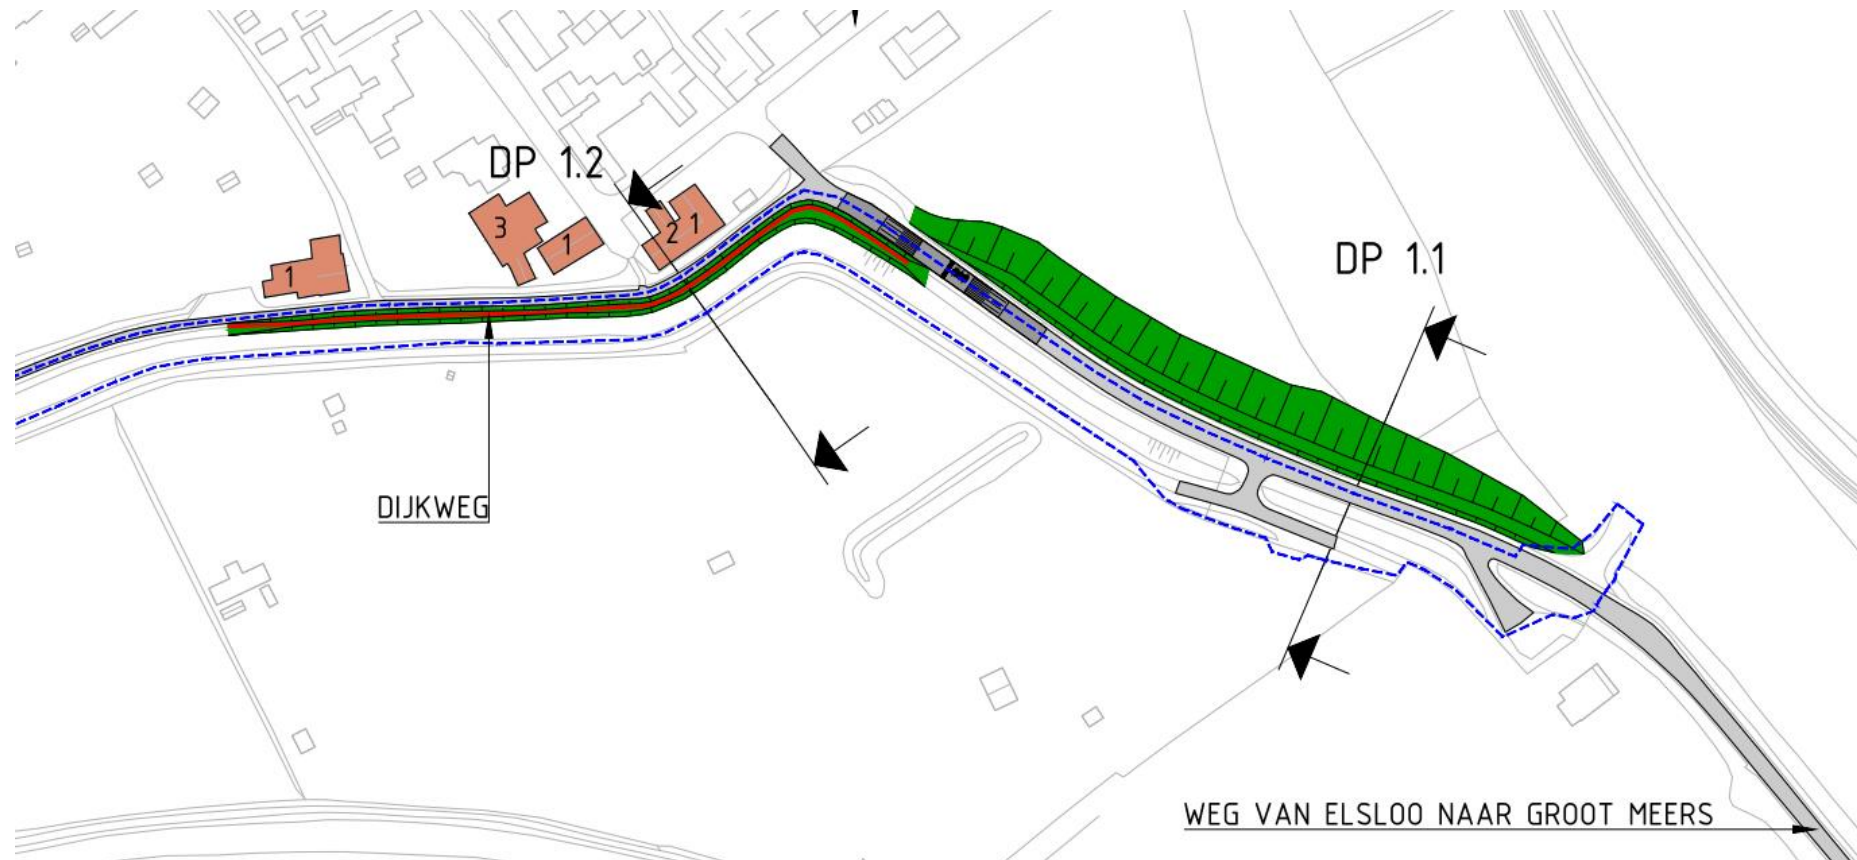 DP 1.2
3
1
2 1
1
DP 1.1
DIJKWEG
WEG VAN ELSLOO NAAR GROOT MEERS